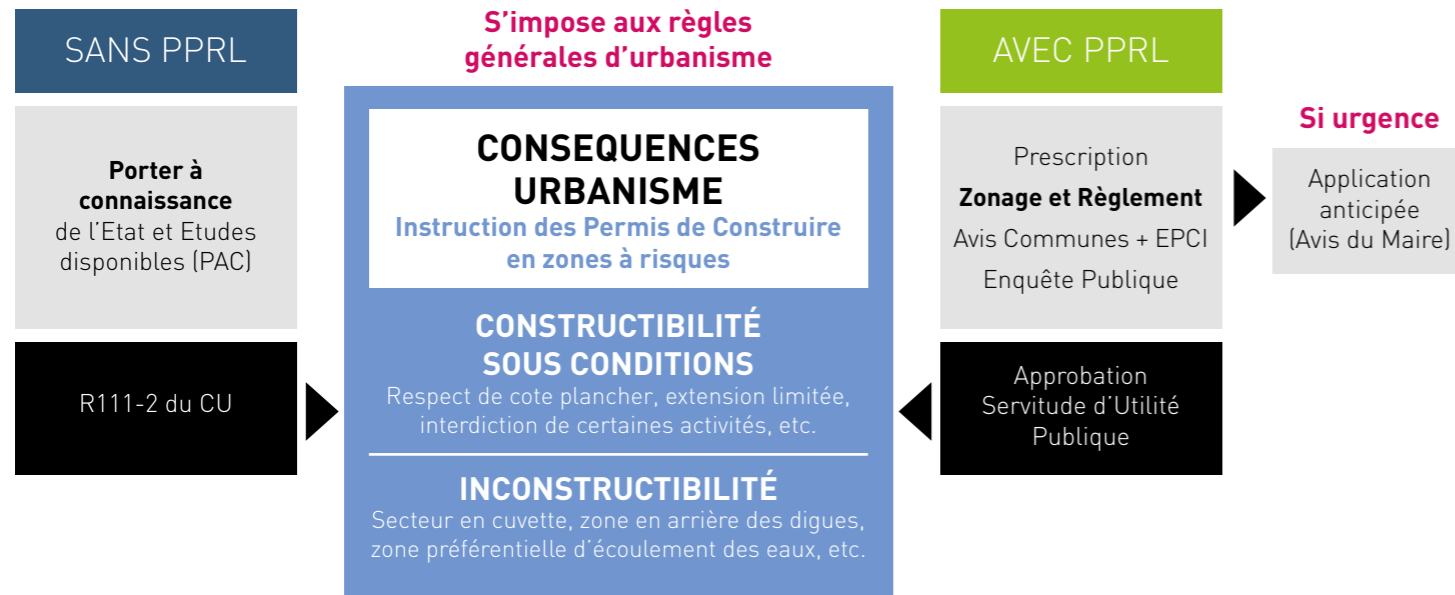 SANS PPRL
Porter à
connaissance
de l'Etat et Etudes
disponibles (PAC)
R111-2 du CU
S'impose aux règles
générales d'urbanisme
CONSEQUENCES
URBANISME
Instruction des Permis de Construire
en zones à risques
CONSTRUCTIBILITÉ
SOUS CONDITIONS
Respect de cote plancher, extension limitée,
interdiction de certaines activités, etc.
INCONSTRUCTIBILITÉ
Secteur en cuvette, zone en arrière des digues,
zone préférentielle d'écoulement des eaux, etc.
AVEC PPRL
Prescription
Zonage et Règlement
Avis Communes + EPCI
Enquête Publique
Approbation
Servitude d'Utilité
Publique
Si urgence
Application
anticipée
(Avis du Maire)